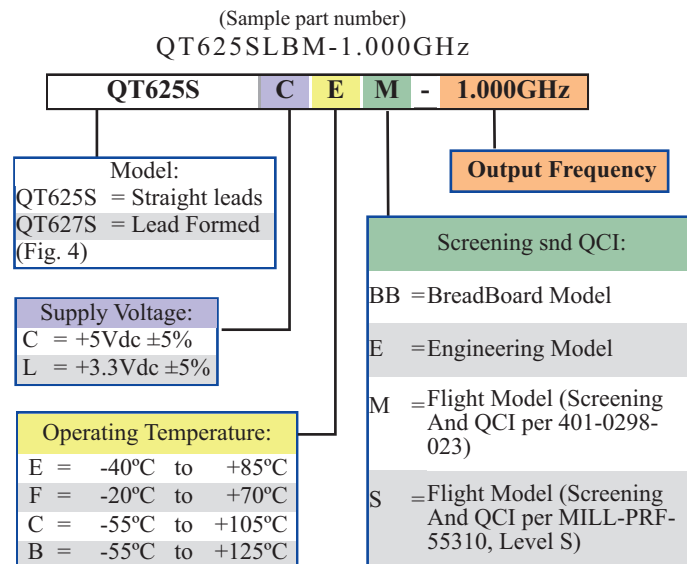 (Sample part number)
QT625SLBM-1.000GHz
QT625S C E M - 1.000GHz
Model:
QT625S = Straight leads
QT627S = Lead Formed
(Fig. 4)
Output Frequency
Supply Voltage:
C = +5Vdc ±5%
L = +3.3Vdc ±5%
Operating Temperature:
E = -40ºC to +85ºC
F = -20ºC to +70ºC
C = -55ºC to +105ºC
B = -55ºC to +125ºC
Screening snd QCI:
BB =BreadBoard Model
E =Engineering Model
M =Flight Model (Screening
And QCI per 401-0298-
023)
S =Flight Model (Screening
And QCI per MILL-PRF-
55310, Level S)